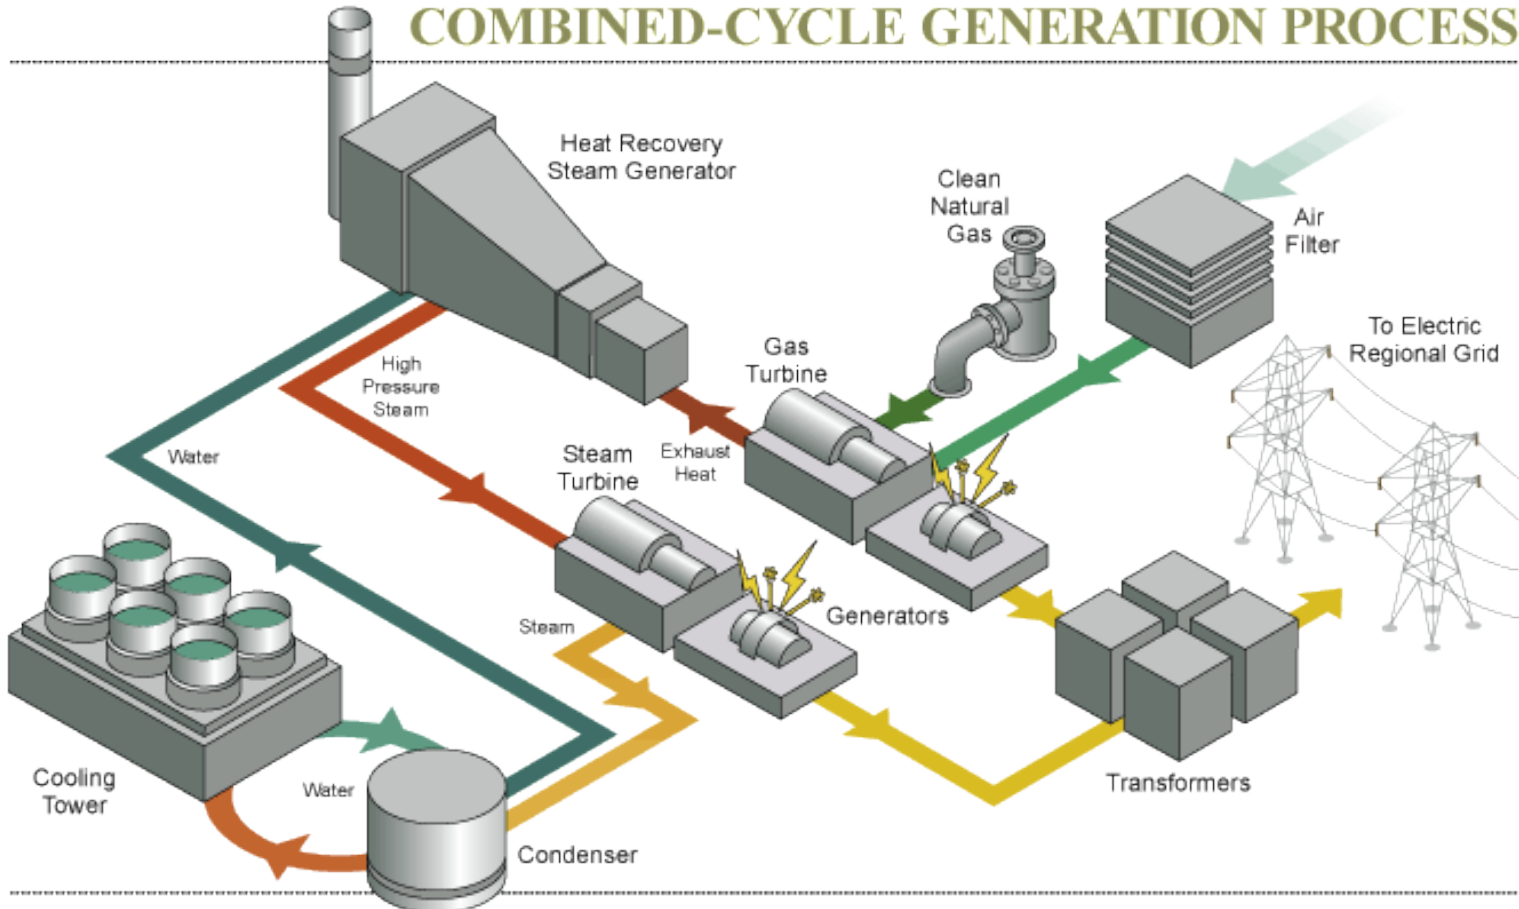 COMBINED-CYCLE GENERATION PROCESS
Heat Recovery
Steam Generator
Clean
Natural
Gas
Air
Filter
To Electric
Regional Grid
Gas
Turbine
High
Pressure
Steam
Water
Exhaust
Heat
Steam
Turbine
Steam
Generators
Cooling
Tower
Water
Condenser
Transformers